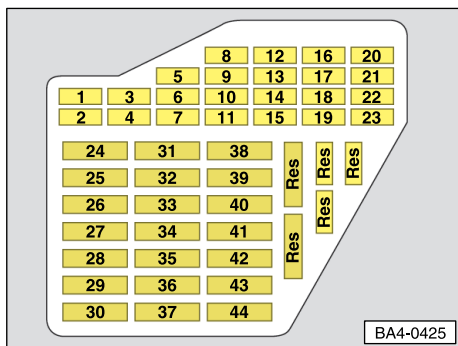 8 12 16 20
5 9 13 17 21
1 3 6 10 14 18 22
2 4 7 11 15 19 23
24 31 38
25 32 39
26 33 40
27 34 41
28 35 42
29 36 43
30 37 44
Res
Res
Res
Res
Res
BA4-0425